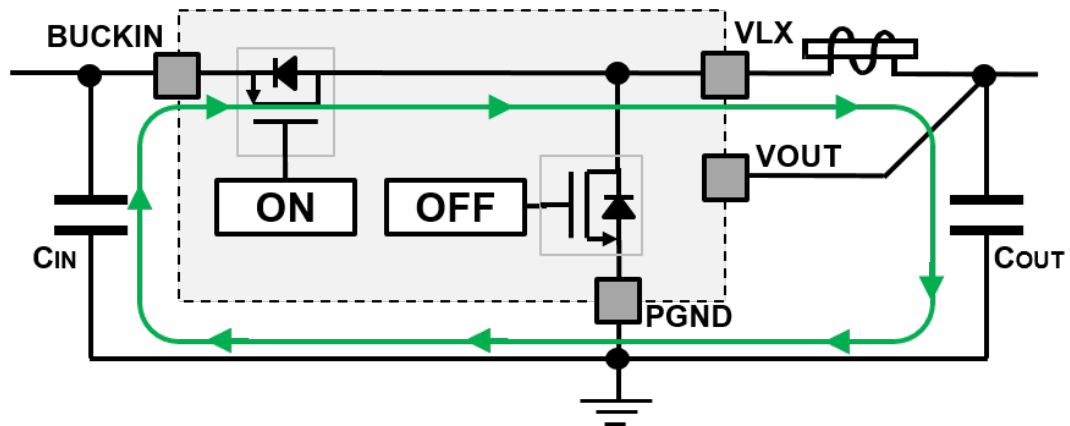 BUCKIN
VLX
VOUT
ON
OFF
CIN
COUT
PGND